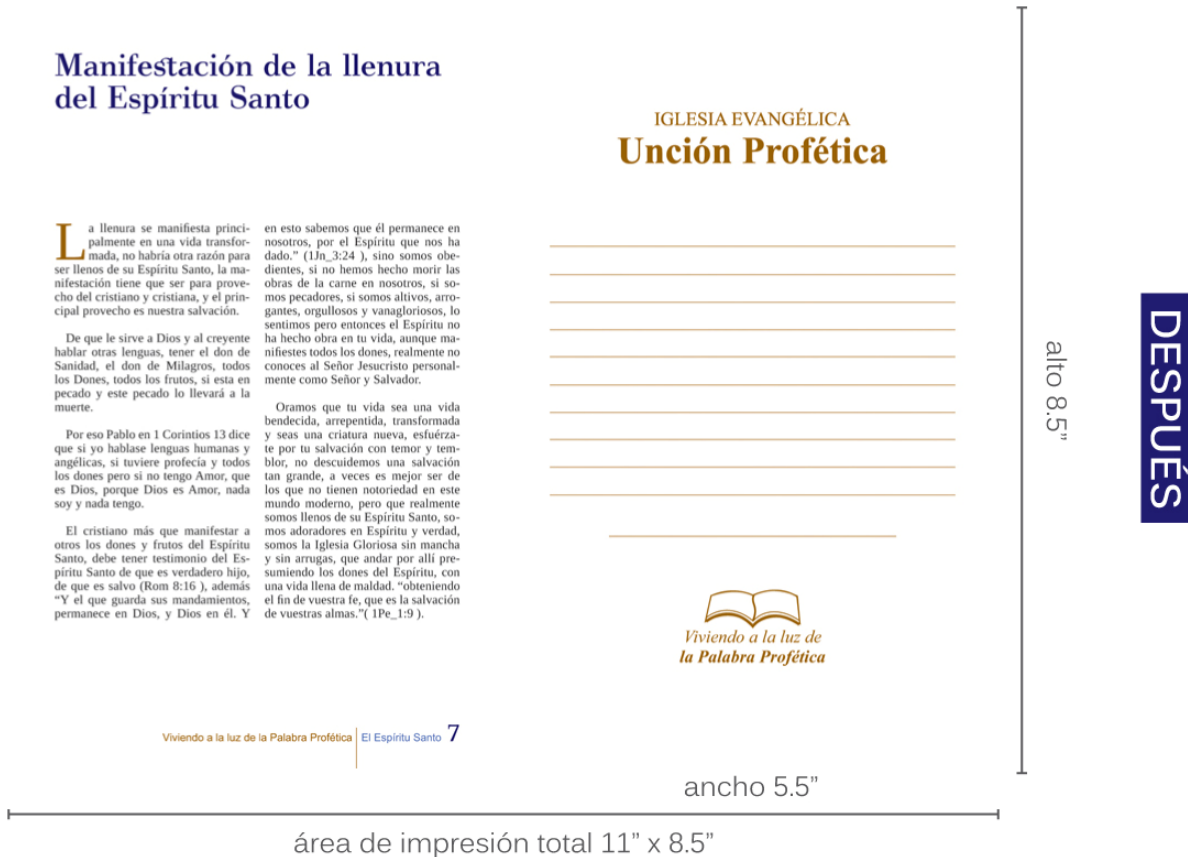 Manifestación de la llenura
del Espíritu Santo
La llenura se manifiesta princi-
palmente en una vida transfor-
mada, no habría otra razón para
ser llenos de su Espíritu Santo, la ma-
nifestación tiene que ser para prove-
cho del cristiano y cristiana, y el prin-
cipal provecho es nuestra salvación.
De que le sirve a Dios y al creyente
hablar otras lenguas, tener el don de
Sanidad, el don de Milagros, todos
los Dones, todos los frutos, si esta en
pecado y este pecado lo llevará a la
muerte.
Por eso Pablo en 1 Corintios 13 dice
que si yo hablase lenguas humanas y
angélicas, si tuviere profecía y todos
los dones pero si no tengo Amor, que
es Dios, porque Dios es Amor, nada
soy y nada tengo.
El cristiano más que manifestar a
otros los dones y frutos del Espíritu
Santo, debe tener testimonio del Es-
píritu Santo de que es verdadero hijo,
de que es salvo (Rom 8:16 ), además
“Y el que guarda sus mandamientos,
permanece en Dios, y Dios en él. Y
en esto sabemos que él permanece en
nosotros, por el Espíritu que nos ha
dado.” (1Jn_3:24 ), sino somos obe-
dientes, si no hemos hecho morir las
obras de la carne en nosotros, si so-
mos pecadores, si somos altivos, arro-
gantes, orgullosos y vanagloriosos, lo
sentimos pero entonces el Espíritu no
ha hecho obra en tu vida, aunque ma-
nifiestes todos los dones, realmente no
conoces al Señor Jesucristo personal-
mente como Señor y Salvador.
Oramos que tu vida sea una vida
bendecida, arrepentida, transformada
y seas una criatura nueva, esfuérza-
te por tu salvación con temor y tem-
blor, no descuidemos una salvación
tan grande, a veces es mejor ser de
los que no tienen notoriedad en este
mundo moderno, pero que realmente
somos llenos de su Espíritu Santo, so-
mos adoradores en Espíritu y verdad,
somos la Iglesia Gloriosa sin mancha
y sin arrugas, que andar por allí pre-
sumiendo los dones del Espíritu, con
una vida llena de maldad. “obteniendo
el fin de vuestra fe, que es la salvación
de vuestras almas.”( 1Pe_1:9 ).
Viviendo a la luz de la Palabra Profética El Espíritu Santo 7
IGLESIA EVANGÉLICA
Unción Profética
Viviendo a la luz de
la Palabra Profética
alto 8.5”
DESPUÉS
ancho 5.5”
área de impresión total 11” x 8.5”